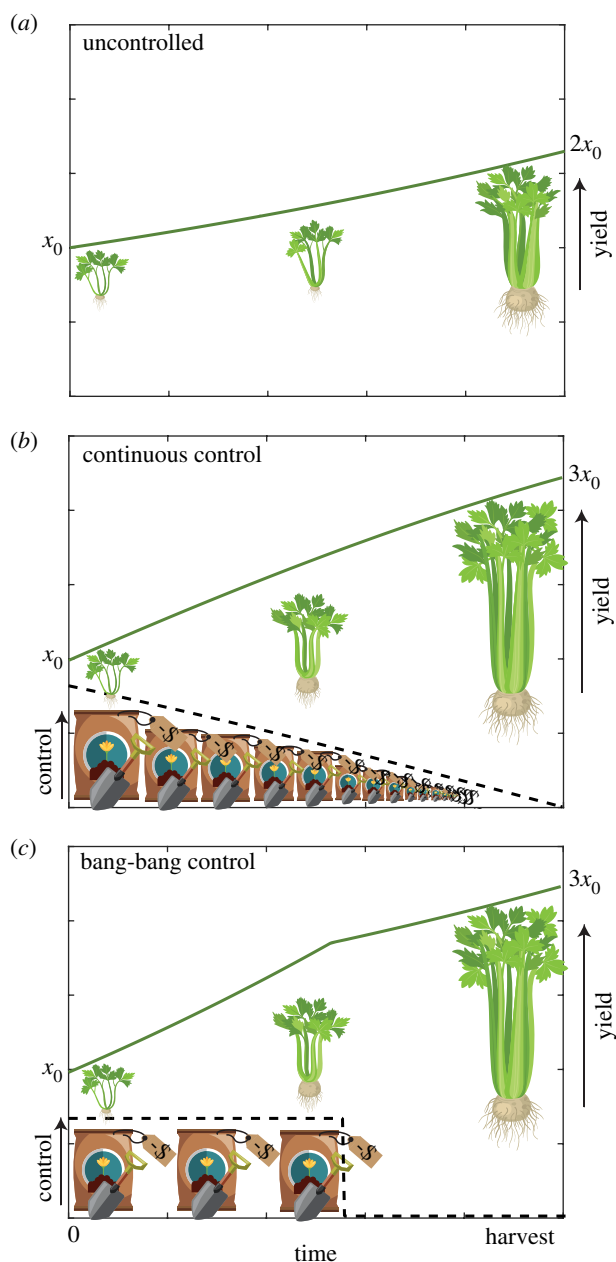 (a)
uncontrolled
2x₀
x₀
yield
(b)
continuous control
3x₀
x₀
yield
control
$ $ $ $ $ $ $ $ $ $ $ $
(c)
bang-bang control
3x₀
x₀
yield
control
$ $ $
0
harvest
time